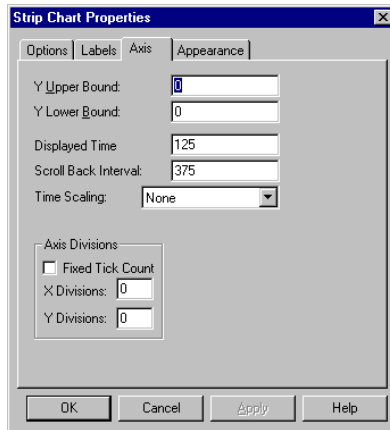 Strip Chart Properties
Options Labels Axis Appearance
Y Upper Bound: 0
Y Lower Bound: 0
Displayed Time 125
Scroll Back Interval: 375
Time Scaling: None
Axis Divisions
Fixed Tick Count
X Divisions: 0
Y Divisions: 0
OK Cancel Apply Help